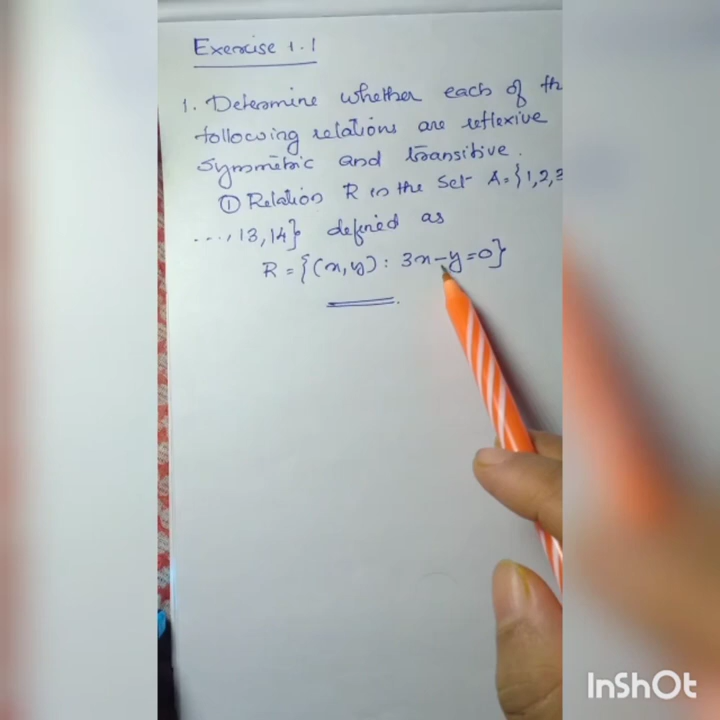 Exercise 1.1
1. Determine whether each of th
following relations are reflexive
symmetric and transitive.
① Relation R in the set A = {1, 2, 3
..., 13, 14} defined as
R = {(x, y) : 3x - y = 0}
InShOt